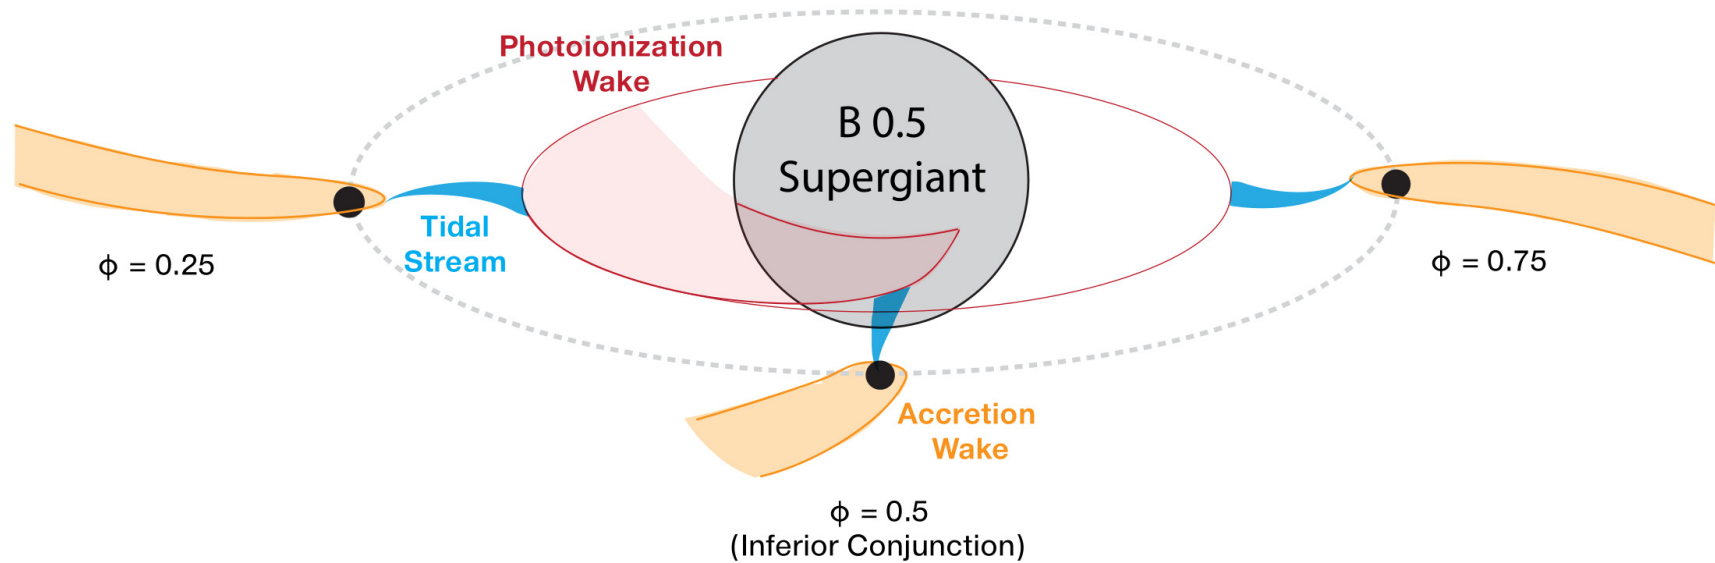 Photoionization
Wake
B 0.5
Supergiant
Tidal
Stream
ϕ = 0.25
ϕ = 0.75
Accretion
Wake
ϕ = 0.5
(Inferior Conjunction)